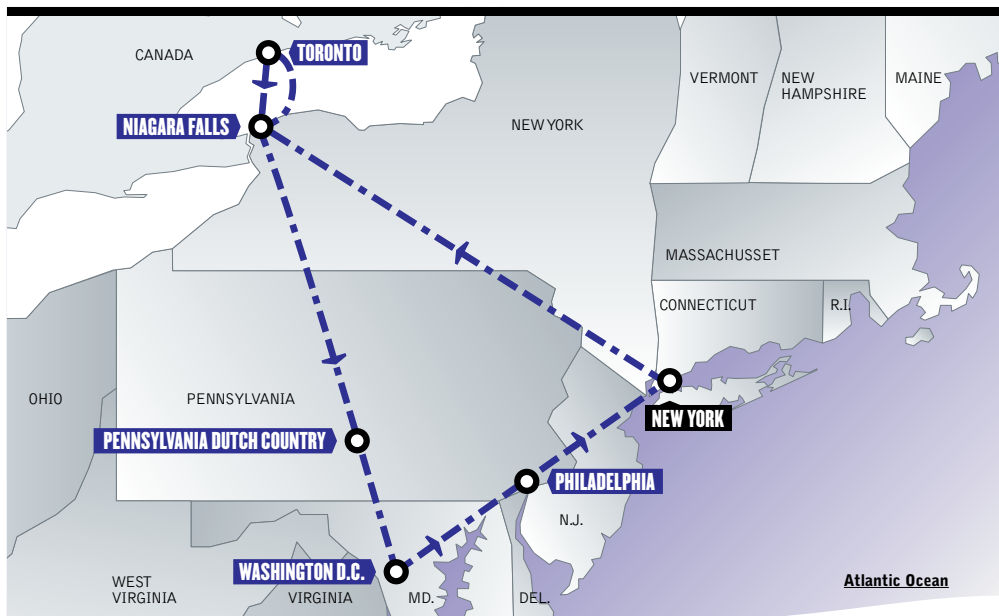 CANADA
TORONTO
VERMONT
NEW
HAMPSHIRE
MAINE
NIAGARA FALLS
NEW YORK
MASSACHUSSET
CONNECTICUT
R.I.
OHIO
PENNSYLVANIA
NEW YORK
PENNSYLVANIA DUTCH COUNTRY
PHILADELPHIA
N.J.
WASHINGTON D.C.
WEST
VIRGINIA
VIRGINIA
MD.
DEL.
Atlantic Ocean